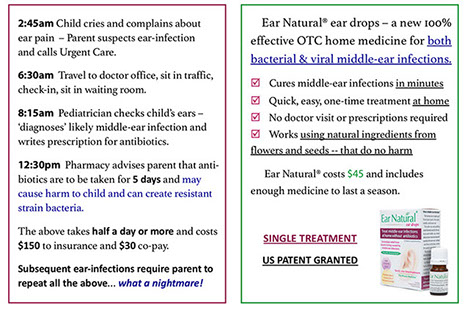 2:45am Child cries and complains about
ear pain – Parent suspects ear-infection
and calls Urgent Care.
6:30am Travel to doctor office, sit in traffic,
check-in, sit in waiting room.
8:15am Pediatrician checks child's ears –
'diagnoses' likely middle-ear infection and
writes prescription for antibiotics.
12:30pm Pharmacy advises parent that anti-
biotics are to be taken for 5 days and may
cause harm to child and can create resistant
strain bacteria.
The above takes half a day or more and costs
$150 to insurance and $30 co-pay.
Subsequent ear-infections require parent to
repeat all the above... what a nightmare!
Ear Natural® ear drops – a new 100%
effective OTC home medicine for both
bacterial & viral middle-ear infections.
Cures middle-ear infections in minutes
Quick, easy, one-time treatment at home
No doctor visit or prescriptions required
Works using natural ingredients from
flowers and seeds -- that do no harm
Ear Natural® costs $45 and includes
enough medicine to last a season.
SINGLE TREATMENT
US PATENT GRANTED
Ear Natural
ear drops